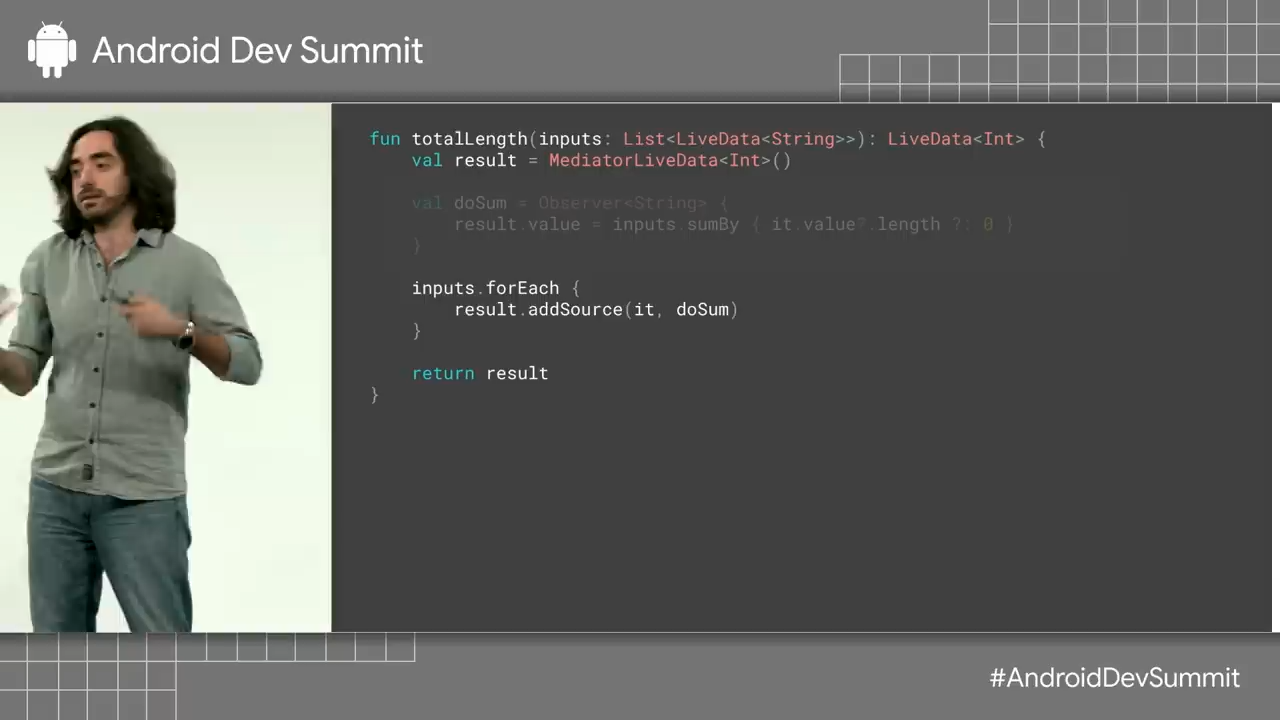 Android Dev Summit
fun totalLength(inputs: List<LiveData<String>>): LiveData<Int> {
    val result = MediatorLiveData<Int>()
    val doSum = Observer<String> {
        result.value = inputs.sumBy { it.value?.length ?: 0 }
    }
    inputs.forEach {
        result.addSource(it, doSum)
    }
    return result
}
#AndroidDevSummit